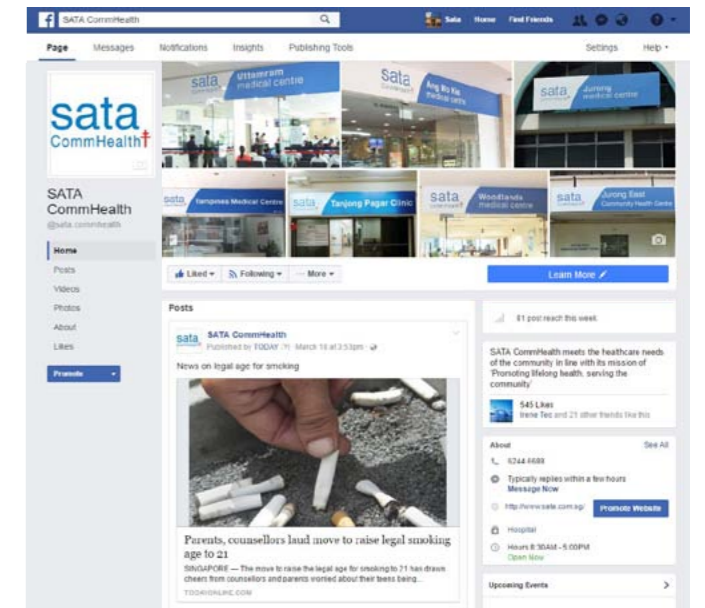 SATA CommHealth
Sata Home Find Friends
Page Messages Notifications Insights Publishing Tools Settings Help
sata
CommHealth
sata Uttamram
medical centre
sata Ang Mo Kio
CommHealth medical centre
sata Jurong
CommHealth medical centre
sata Tampines Medical Centre
sata Tanjong Pagar Clinic
sata Woodlands
medical centre
sata Jurong East
Community Health Centre
SATA
CommHealth
@sata.commhealth
Home
Posts
Videos
Photos
About
Likes
Promote
Liked Following More
Learn More
Posts
sata
SATA CommHealth
Published by TODAY [?] · March 10 at 3:53pm ·
News on legal age for smoking
Parents, counsellors laud move to raise legal smoking
age to 21
SINGAPORE — The move to raise the legal age for smoking to 21 has drawn
cheers from counsellors and parents worried about their teens being...
TODAYONLINE.COM
81 post reach this week
SATA CommHealth meets the healthcare needs
of the community in line with its mission of
'Promoting lifelong health, serving the
community'
545 Likes
Irene Teo and 21 other friends like this
About See All
6244 6688
Typically replies within a few hours
Message Now
http://www.sata.com.sg/ Promote Website
Hospital
Hours 8:30AM - 5:00PM
Open Now
Upcoming Events